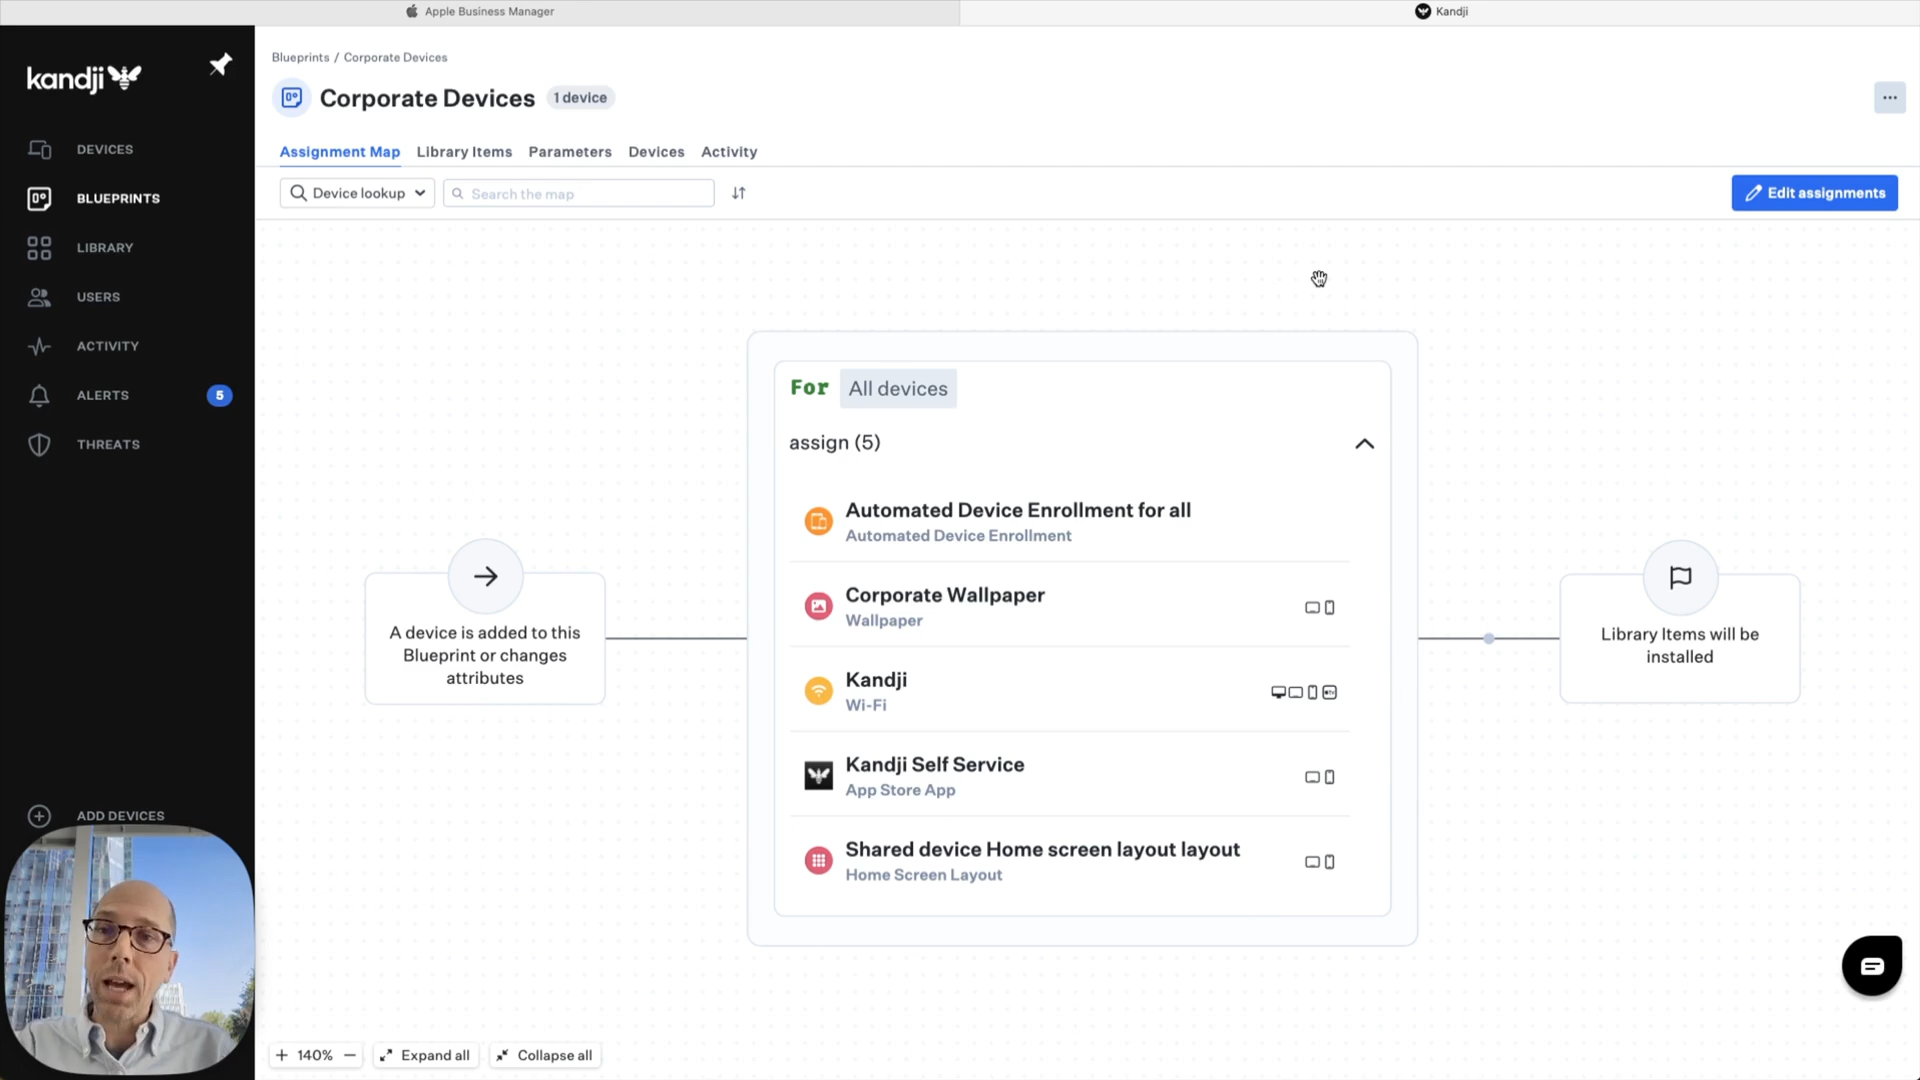 Apple Business Manager
Kandji
kandji
Blueprints / Corporate Devices
Corporate Devices 1 device
Assignment Map Library Items Parameters Devices Activity
Device lookup Search the map
Edit assignments
DEVICES
BLUEPRINTS
LIBRARY
USERS
ACTIVITY
ALERTS 5
THREATS
ADD DEVICES
A device is added to this
Blueprint or changes
attributes
For All devices
assign (5)
Automated Device Enrollment for all
Automated Device Enrollment
Corporate Wallpaper
Wallpaper
Kandji
Wi-Fi
Kandji Self Service
App Store App
Shared device Home screen layout layout
Home Screen Layout
Library Items will be
installed
140% Expand all Collapse all